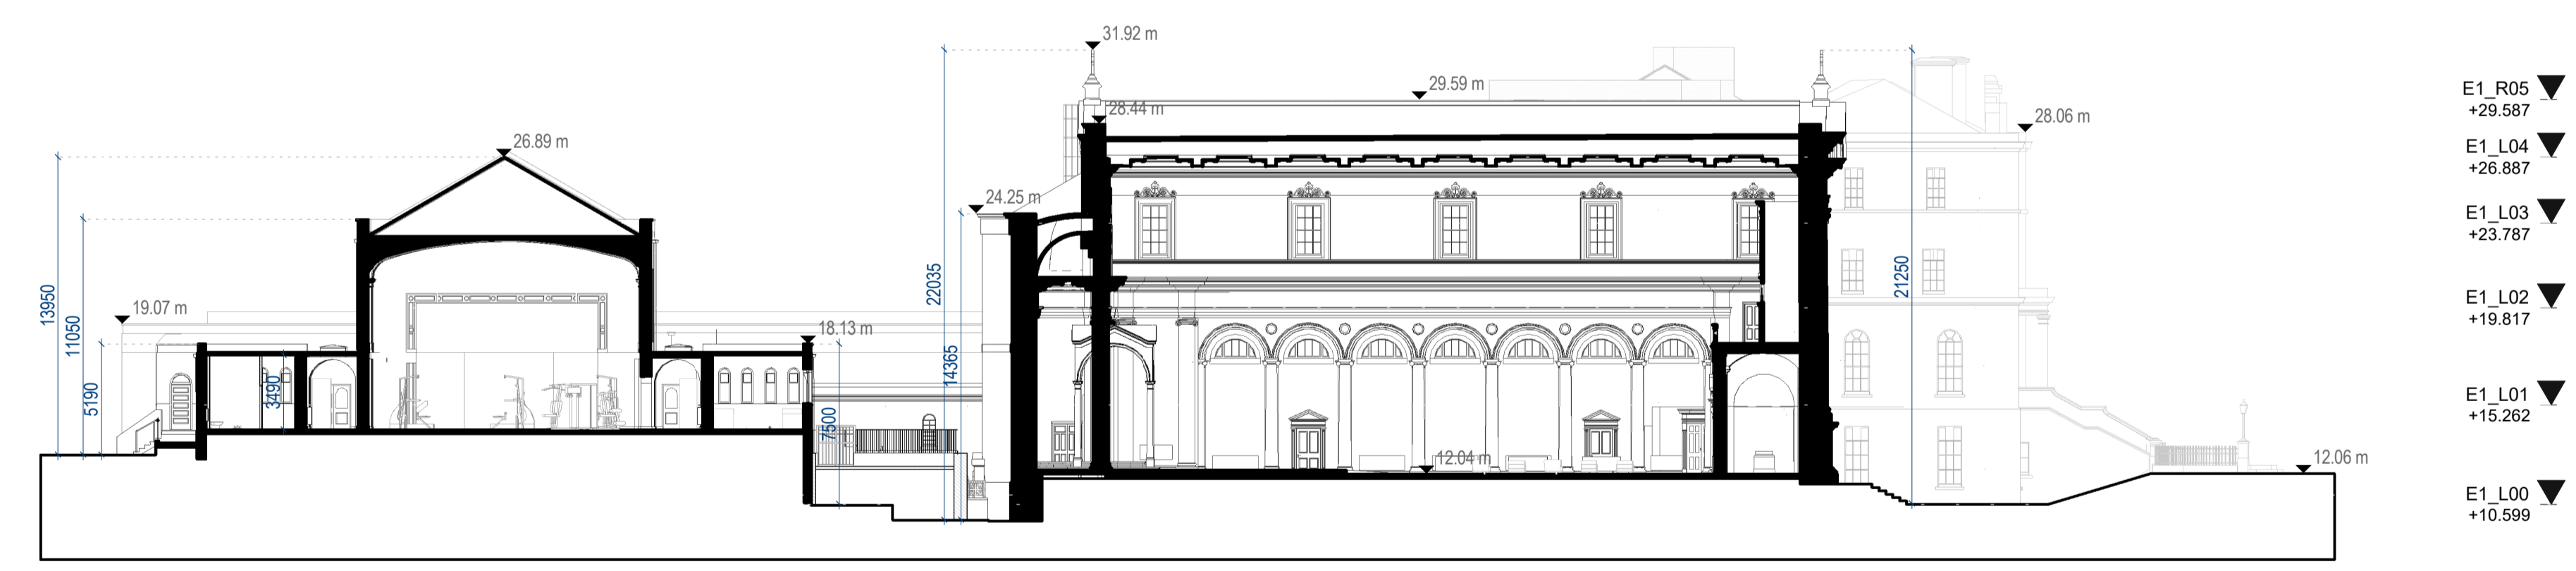 31.92 m
29.59 m
28.44 m
26.89 m
28.06 m
24.25 m
19.07 m
18.13 m
12.04 m
12.06 m
13950
11050
5190
3490
7500
22035
14365
21250
E1_R05
+29.587
E1_L04
+26.887
E1_L03
+23.787
E1_L02
+19.817
E1_L01
+15.262
E1_L00
+10.599